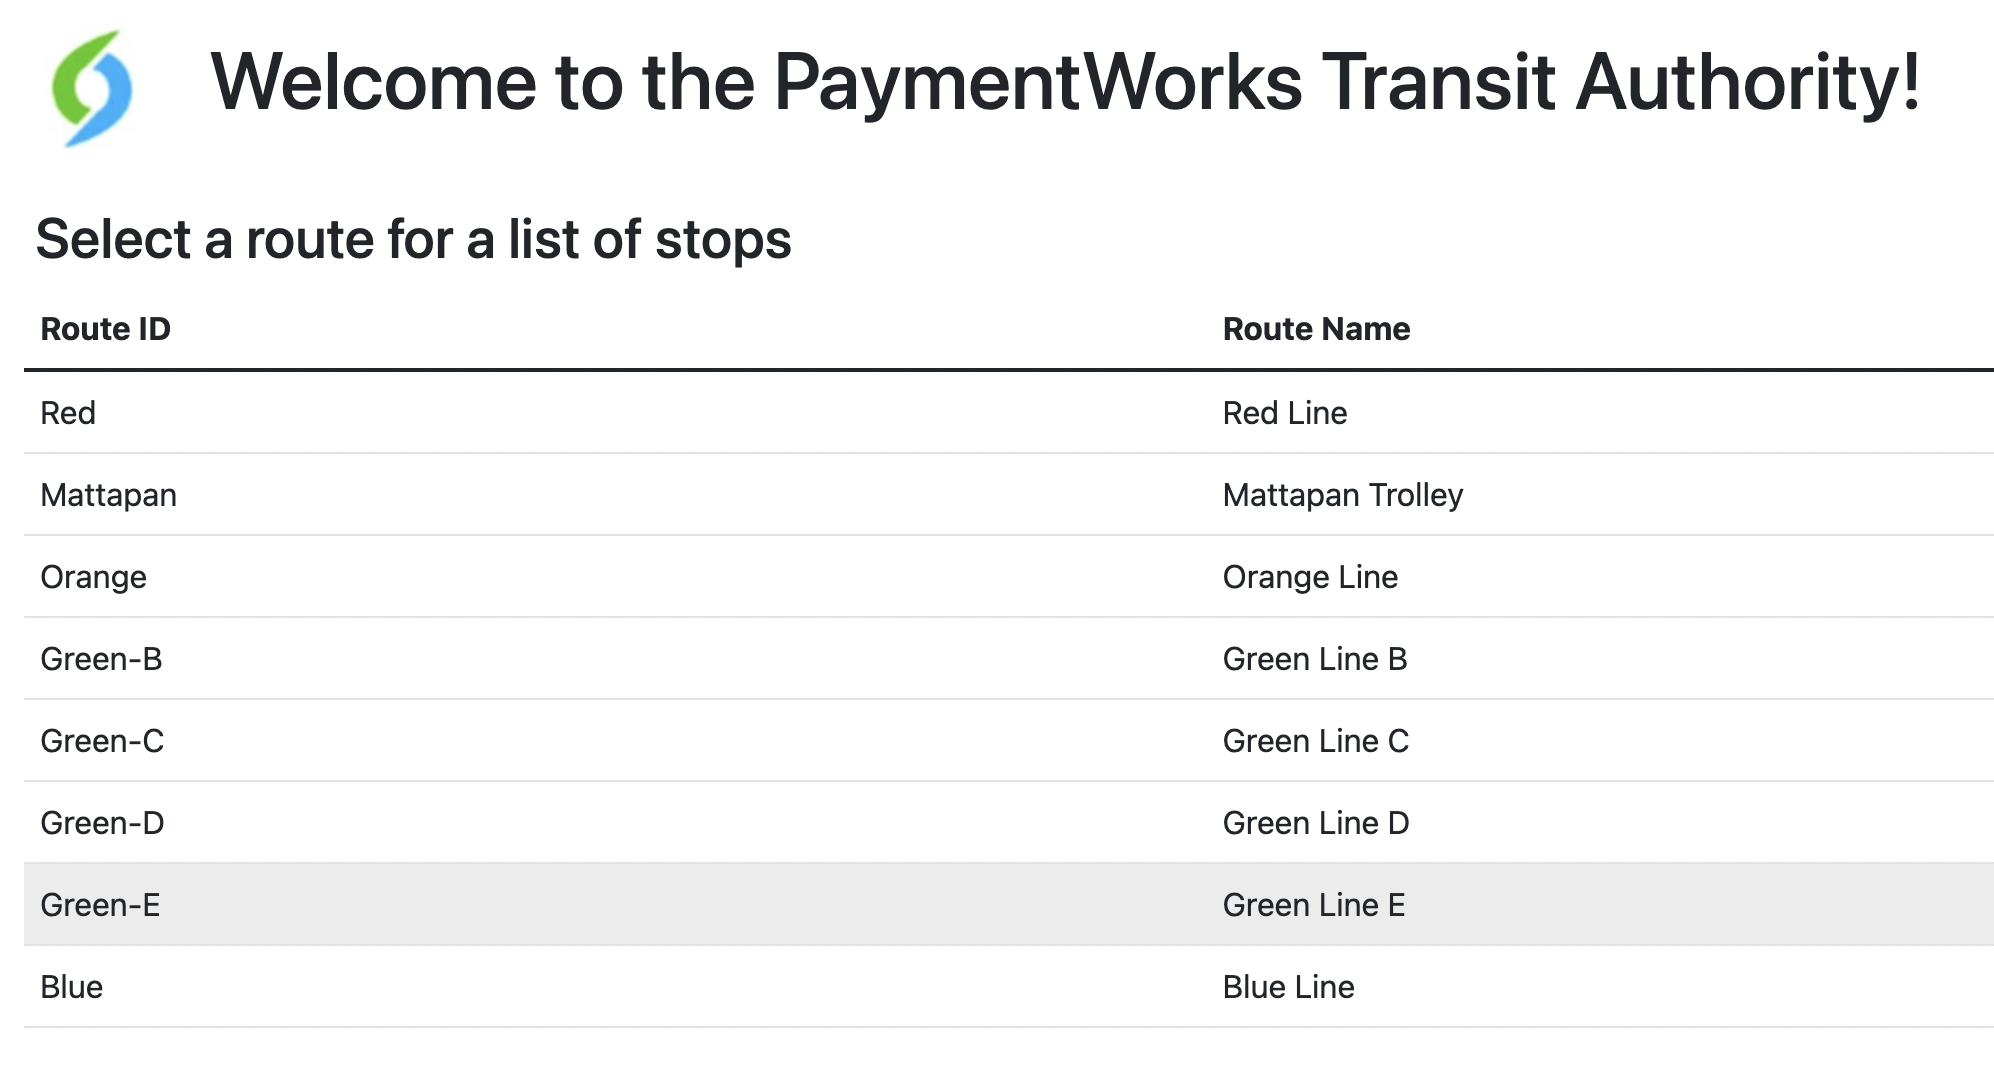 Welcome to the PaymentWorks Transit Authority!
Select a route for a list of stops
Route ID Route Name
Red Red Line
Mattapan Mattapan Trolley
Orange Orange Line
Green-B Green Line B
Green-C Green Line C
Green-D Green Line D
Green-E Green Line E
Blue Blue Line